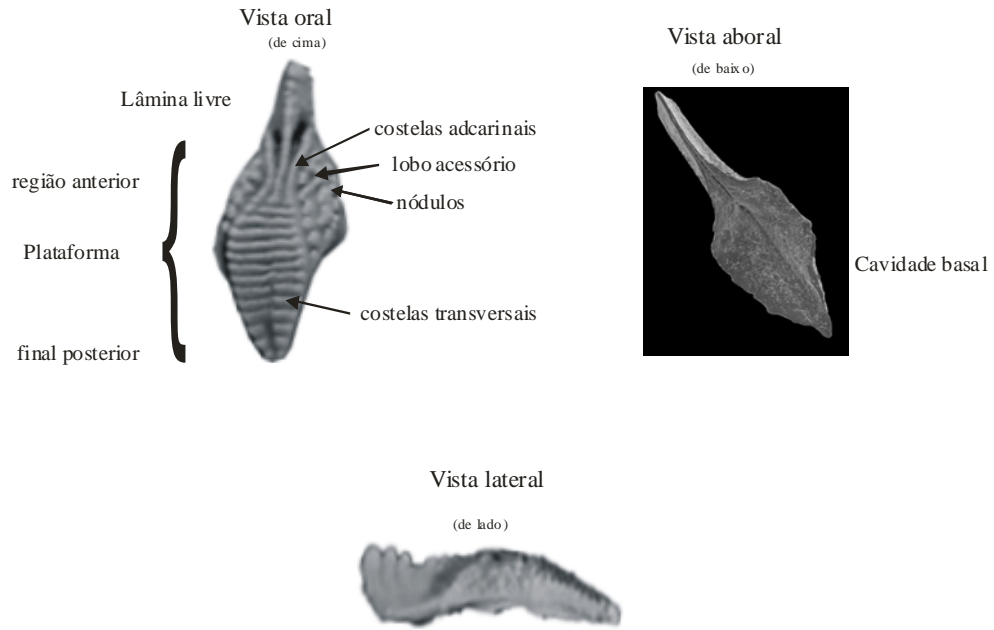 Vista oral
(de cima)
Lâmina livre
costelas adcarinais
lobo acessório
região anterior
nódulos
Plataforma
costelas transversais
final posterior
Vista aboral
(de baixo)
Cavidade basal
Vista lateral
(de lado)